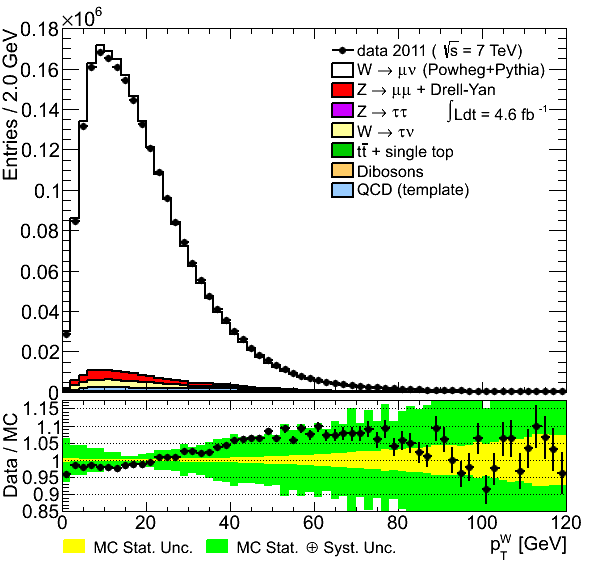 ×10⁶
Entries / 2.0 GeV
0.18
0.16
0.14
0.12
0.1
0.08
0.06
0.04
0.02
0
data 2011 ( √s = 7 TeV)
W → μν (Powheg+Pythia)
Z → μμ + Drell-Yan
Z → ττ
∫Ldt = 4.6 fb⁻¹
W → τν
tt̄ + single top
Dibosons
QCD (template)
Data / MC
1.15
1.1
1.05
1
0.95
0.9
0.85
0 20 40 60 80 100 120
p_T^W [GeV]
MC Stat. Unc. MC Stat. ⊕ Syst. Unc.